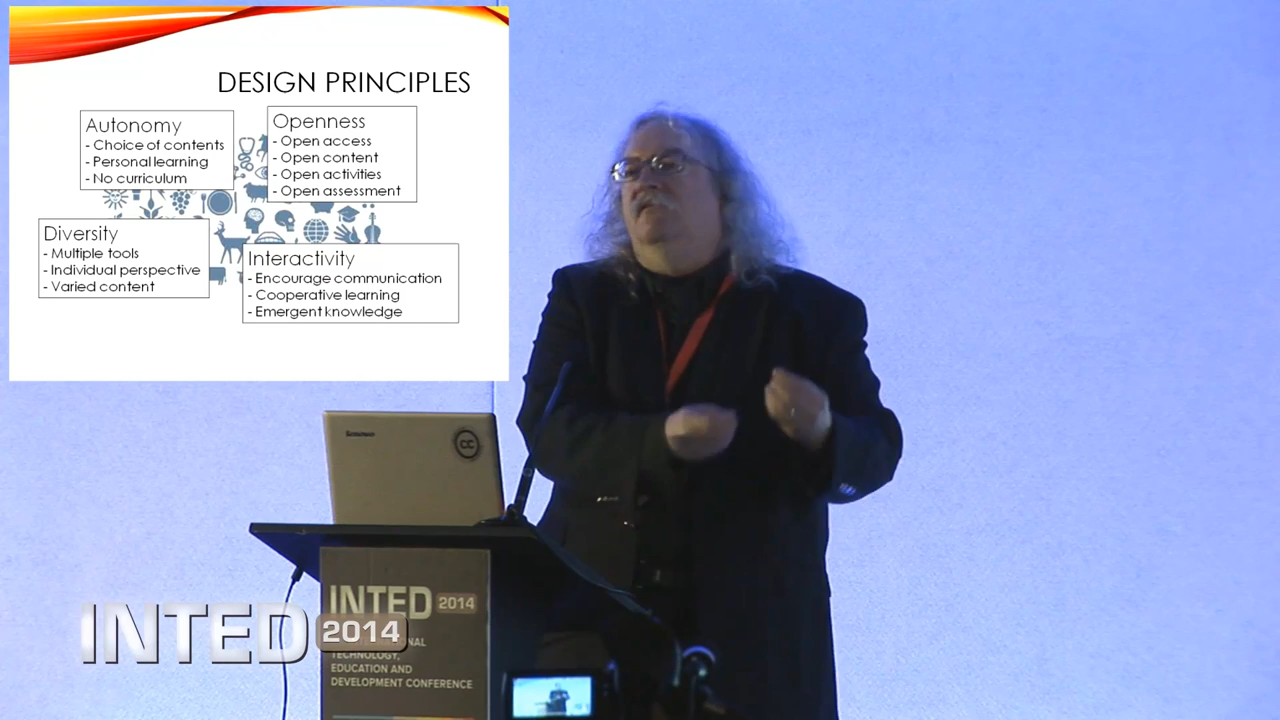 DESIGN PRINCIPLES
Autonomy
- Choice of contents
- Personal learning
- No curriculum
Openness
- Open access
- Open content
- Open activities
- Open assessment
Diversity
- Multiple tools
- Individual perspective
- Varied content
Interactivity
- Encourage communication
- Cooperative learning
- Emergent knowledge
Lenovo
CC
INTED 2014
TECHNOLOGY,
EDUCATION AND
DEVELOPMENT CONFERENCE
INTED 2014